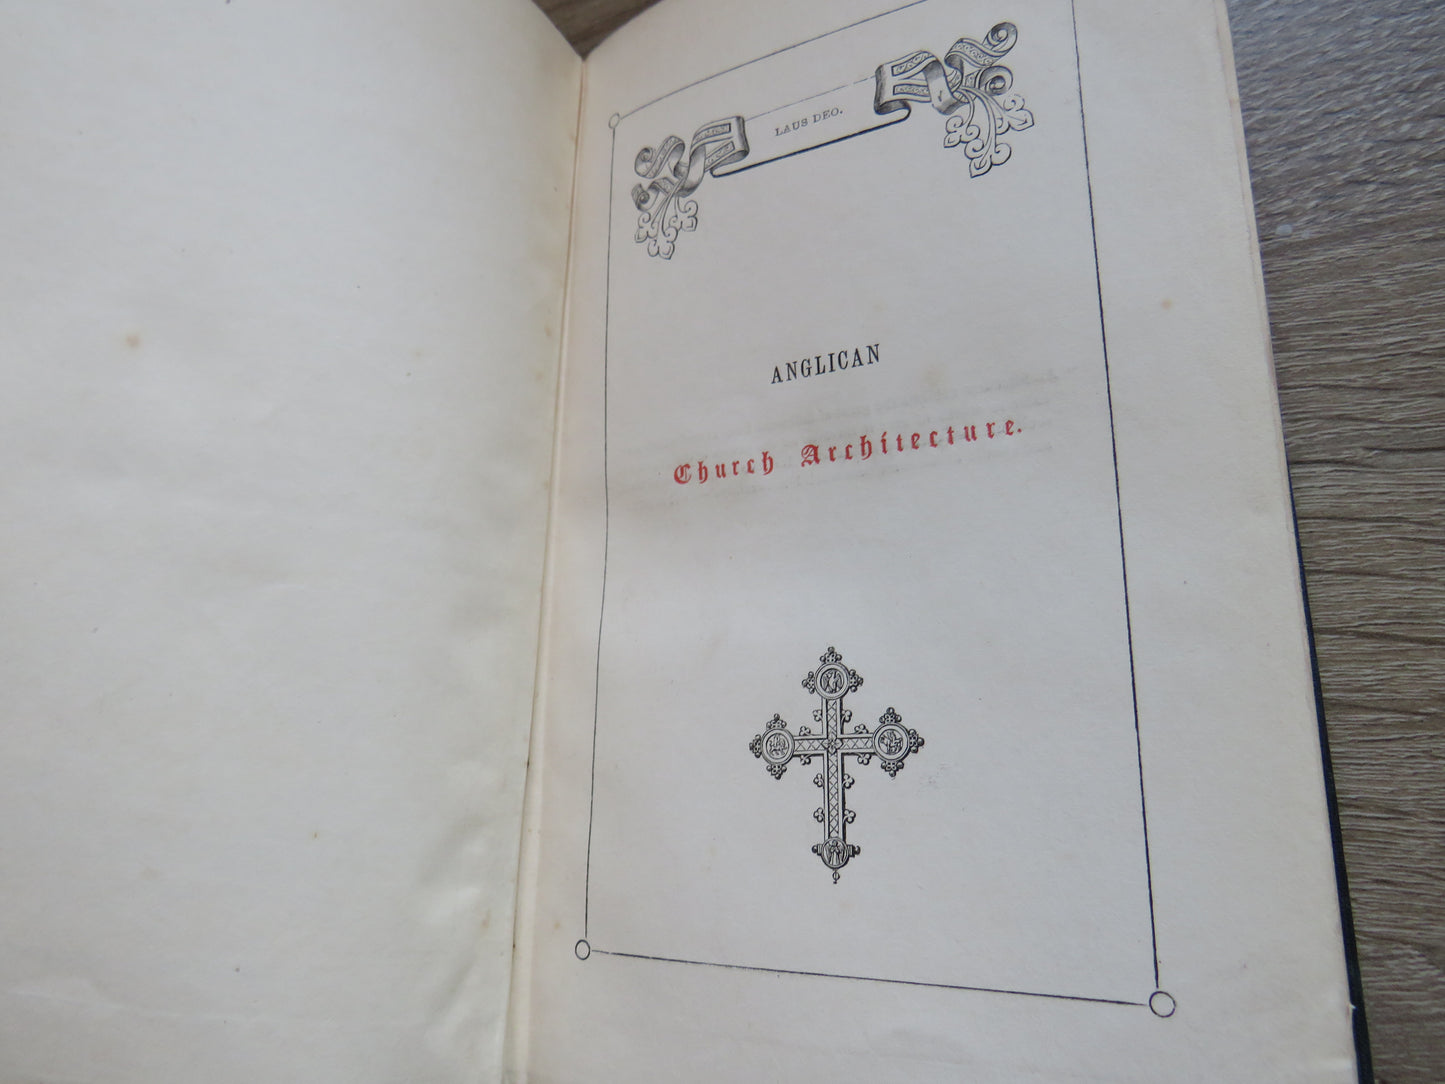 LAUS DEO.
ANGLICAN
Church Architecture.